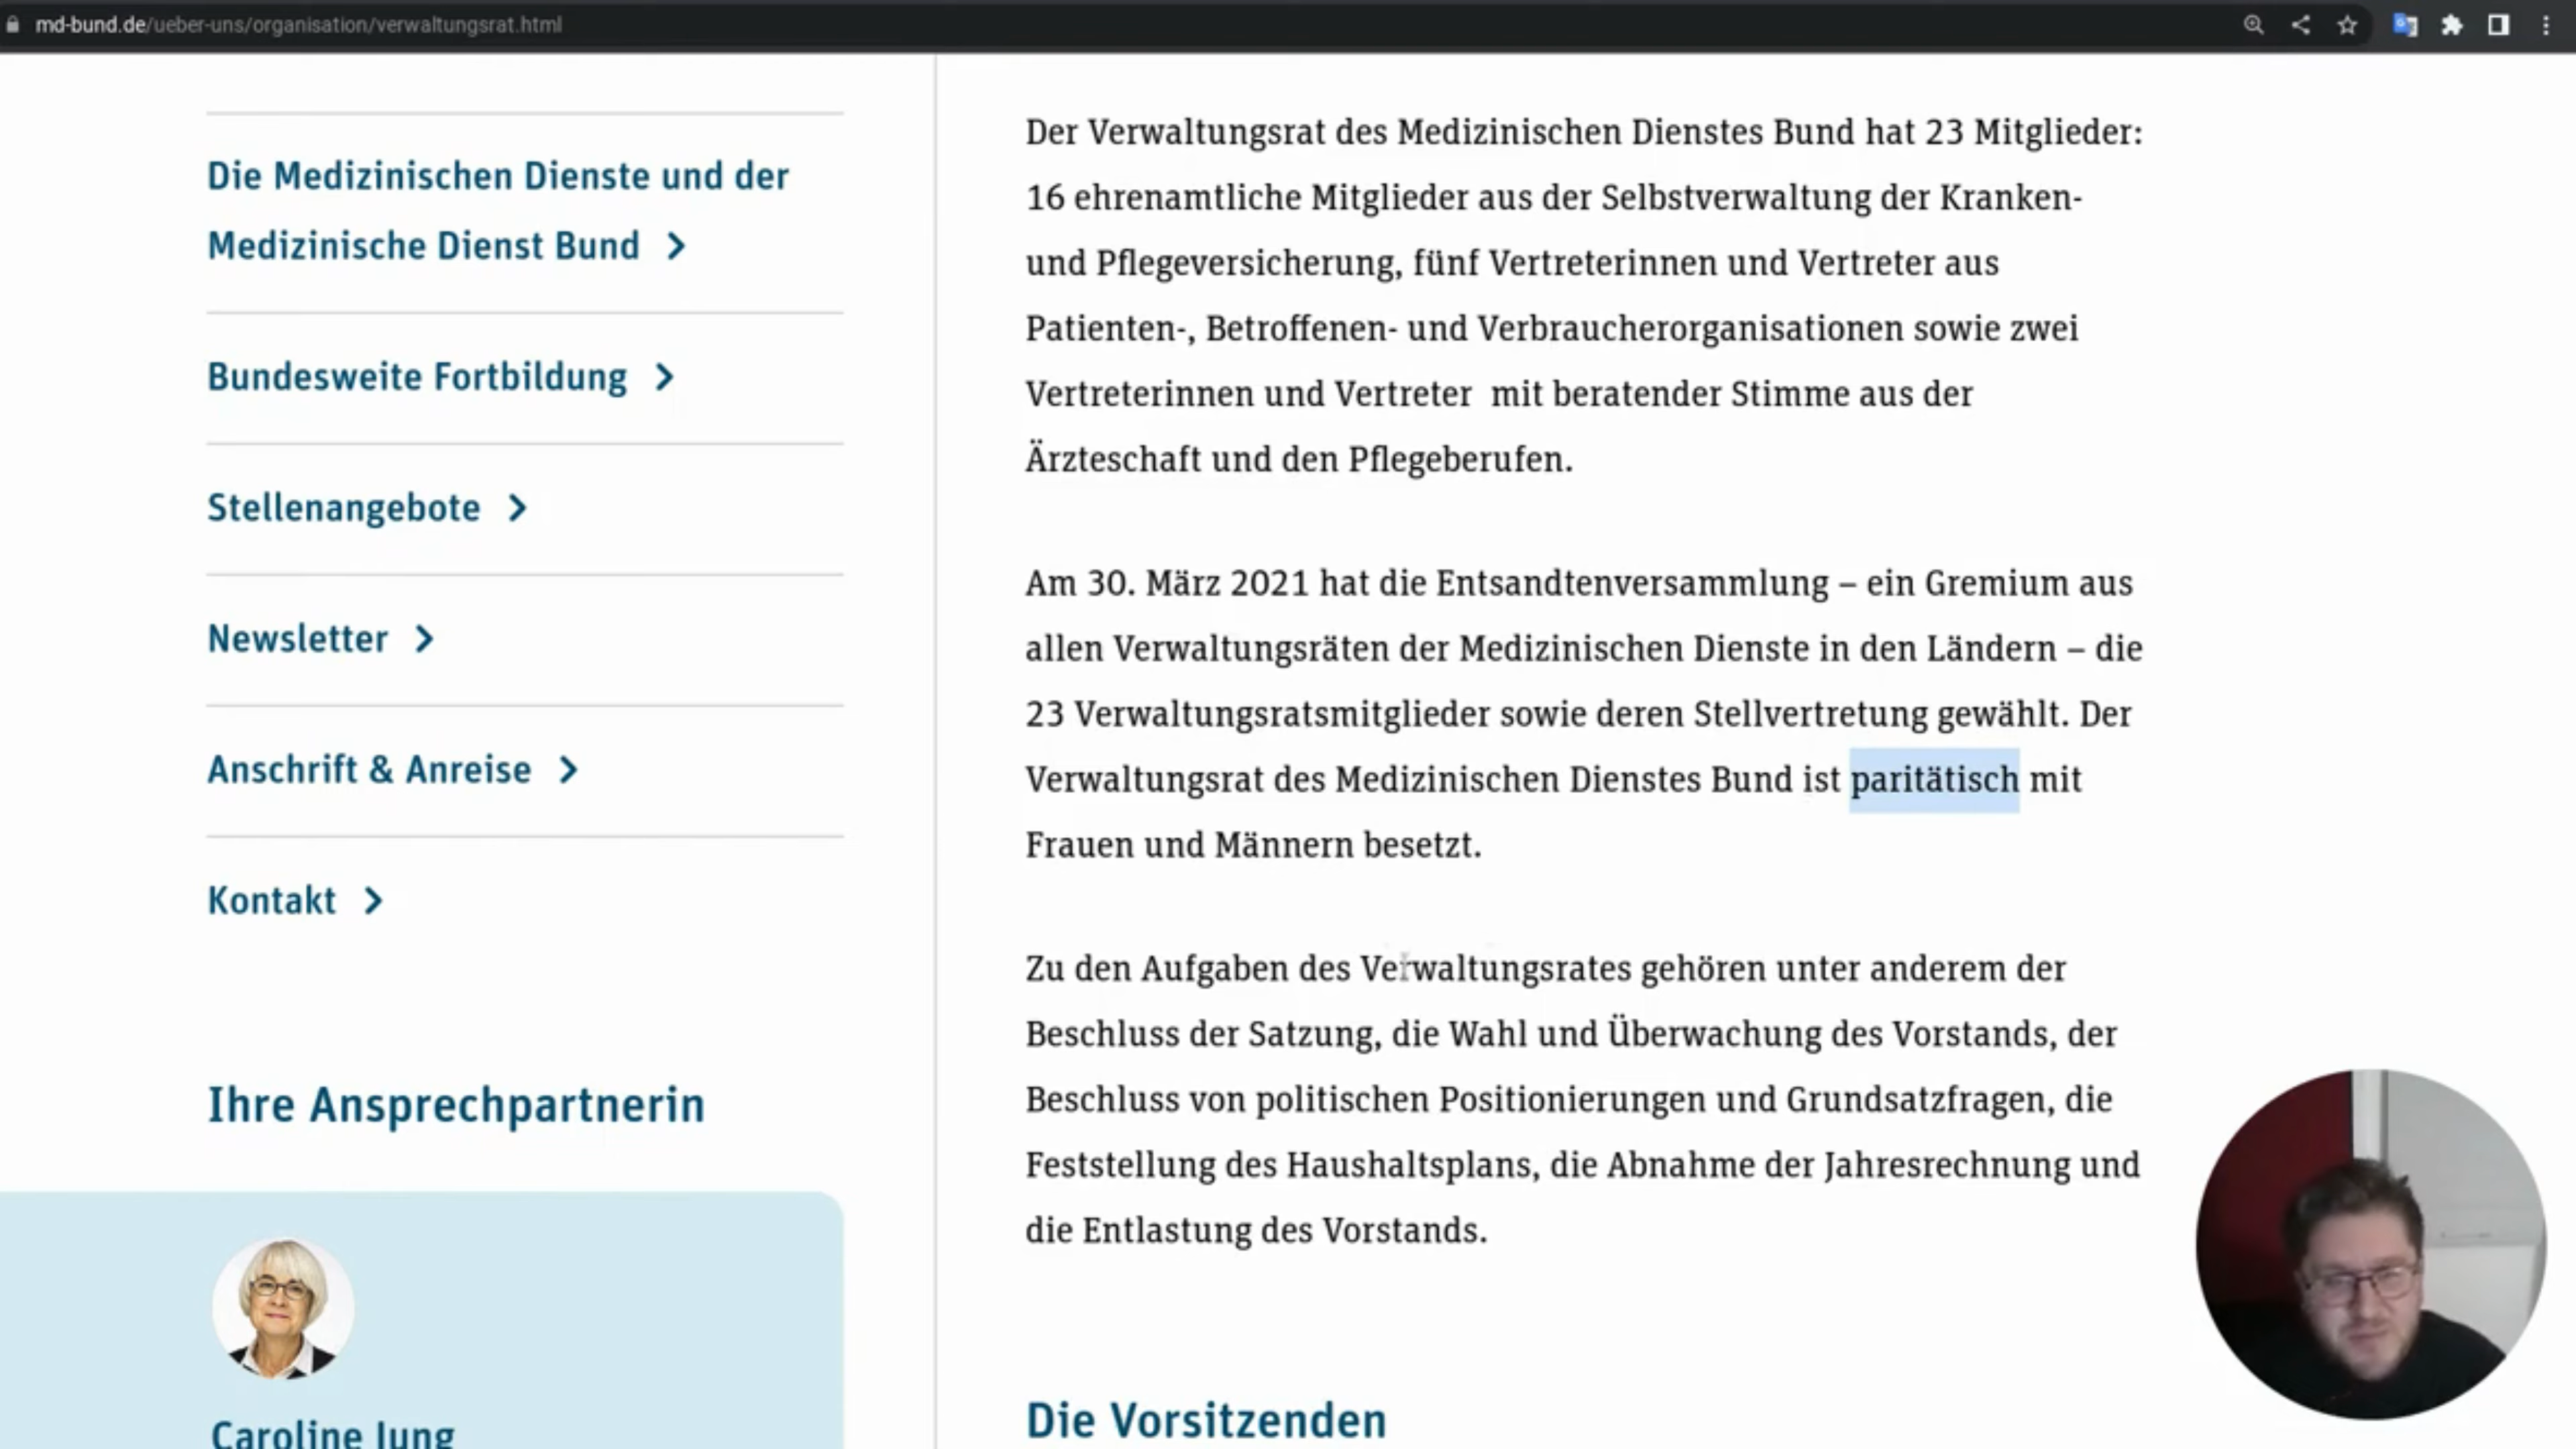 md-bund.de/ueber-uns/organisation/verwaltungsrat.html
Die Medizinischen Dienste und der
Medizinische Dienst Bund
Bundesweite Fortbildung
Stellenangebote
Newsletter
Anschrift & Anreise
Kontakt
Ihre Ansprechpartnerin
Caroline Jung
Der Verwaltungsrat des Medizinischen Dienstes Bund hat 23 Mitglieder:
16 ehrenamtliche Mitglieder aus der Selbstverwaltung der Kranken-
und Pflegeversicherung, fünf Vertreterinnen und Vertreter aus
Patienten-, Betroffenen- und Verbraucherorganisationen sowie zwei
Vertreterinnen und Vertreter mit beratender Stimme aus der
Ärzteschaft und den Pflegeberufen.
Am 30. März 2021 hat die Entsandtenversammlung – ein Gremium aus
allen Verwaltungsräten der Medizinischen Dienste in den Ländern – die
23 Verwaltungsratsmitglieder sowie deren Stellvertretung gewählt. Der
Verwaltungsrat des Medizinischen Dienstes Bund ist paritätisch mit
Frauen und Männern besetzt.
Zu den Aufgaben des Verwaltungsrates gehören unter anderem der
Beschluss der Satzung, die Wahl und Überwachung des Vorstands, der
Beschluss von politischen Positionierungen und Grundsatzfragen, die
Feststellung des Haushaltsplans, die Abnahme der Jahresrechnung und
die Entlastung des Vorstands.
Die Vorsitzenden